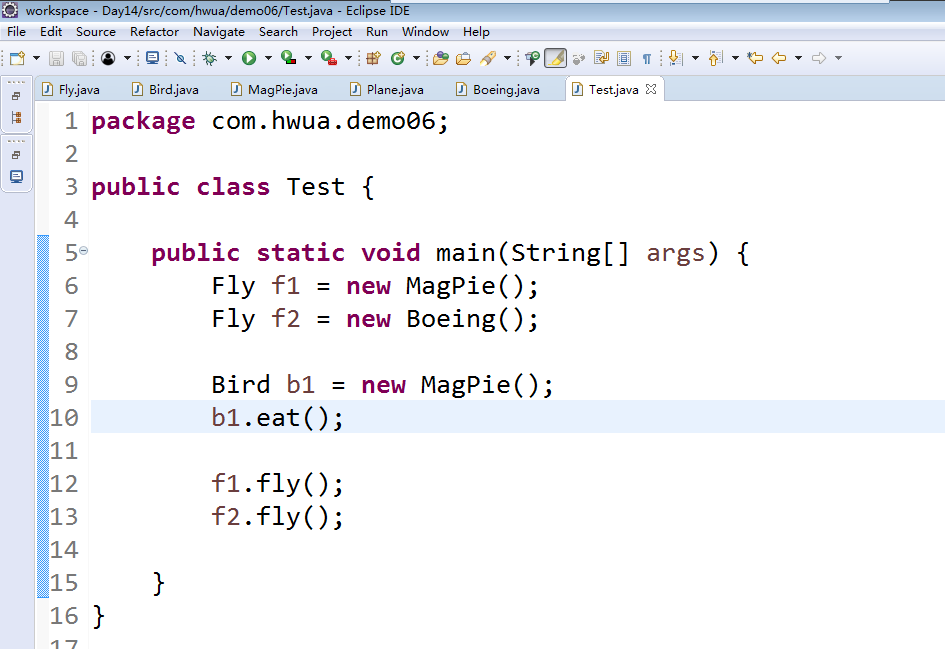 workspace - Day14/src/com/hwua/demo06/Test.java - Eclipse IDE
File Edit Source Refactor Navigate Search Project Run Window Help
Fly.java Bird.java MagPie.java Plane.java Boeing.java Test.java
1 package com.hwua.demo06;
2
3 public class Test {
4
5 public static void main(String[] args) {
6 Fly f1 = new MagPie();
7 Fly f2 = new Boeing();
8
9 Bird b1 = new MagPie();
10 b1.eat();
11
12 f1.fly();
13 f2.fly();
14
15 }
16 }
17